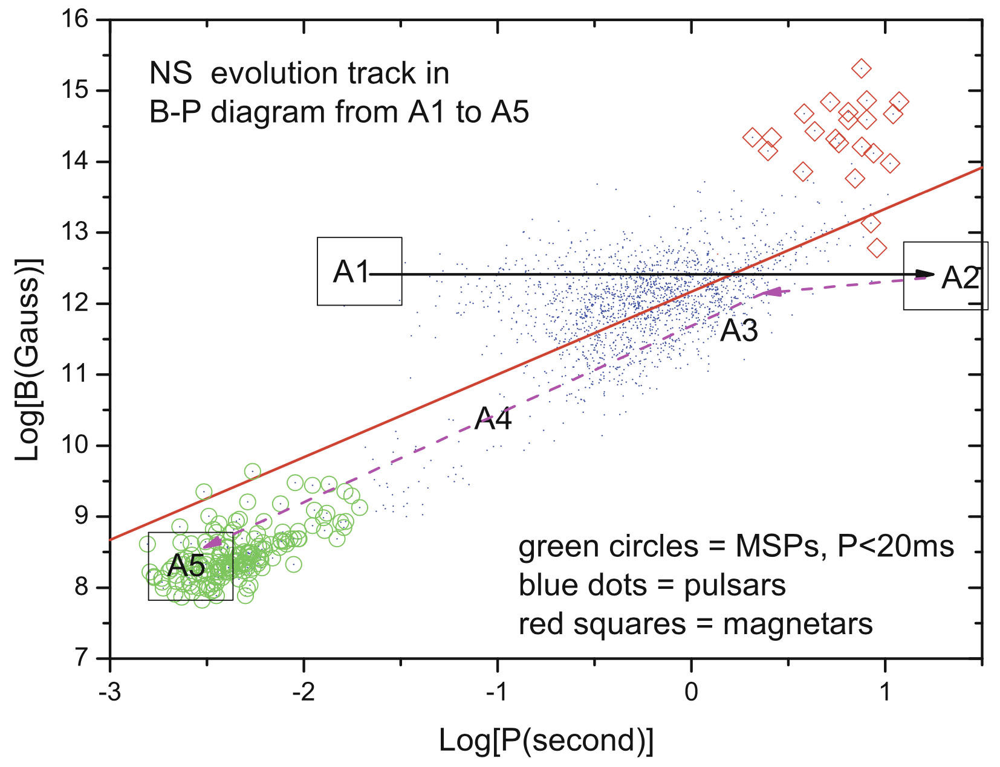 16
15
14
13
12
11
10
9
8
7
-3
-2
-1
0
1
Log[B(Gauss)]
Log[P(second)]
NS evolution track in
B-P diagram from A1 to A5
A1
A2
A3
A4
A5
green circles = MSPs, P<20ms
blue dots = pulsars
red squares = magnetars